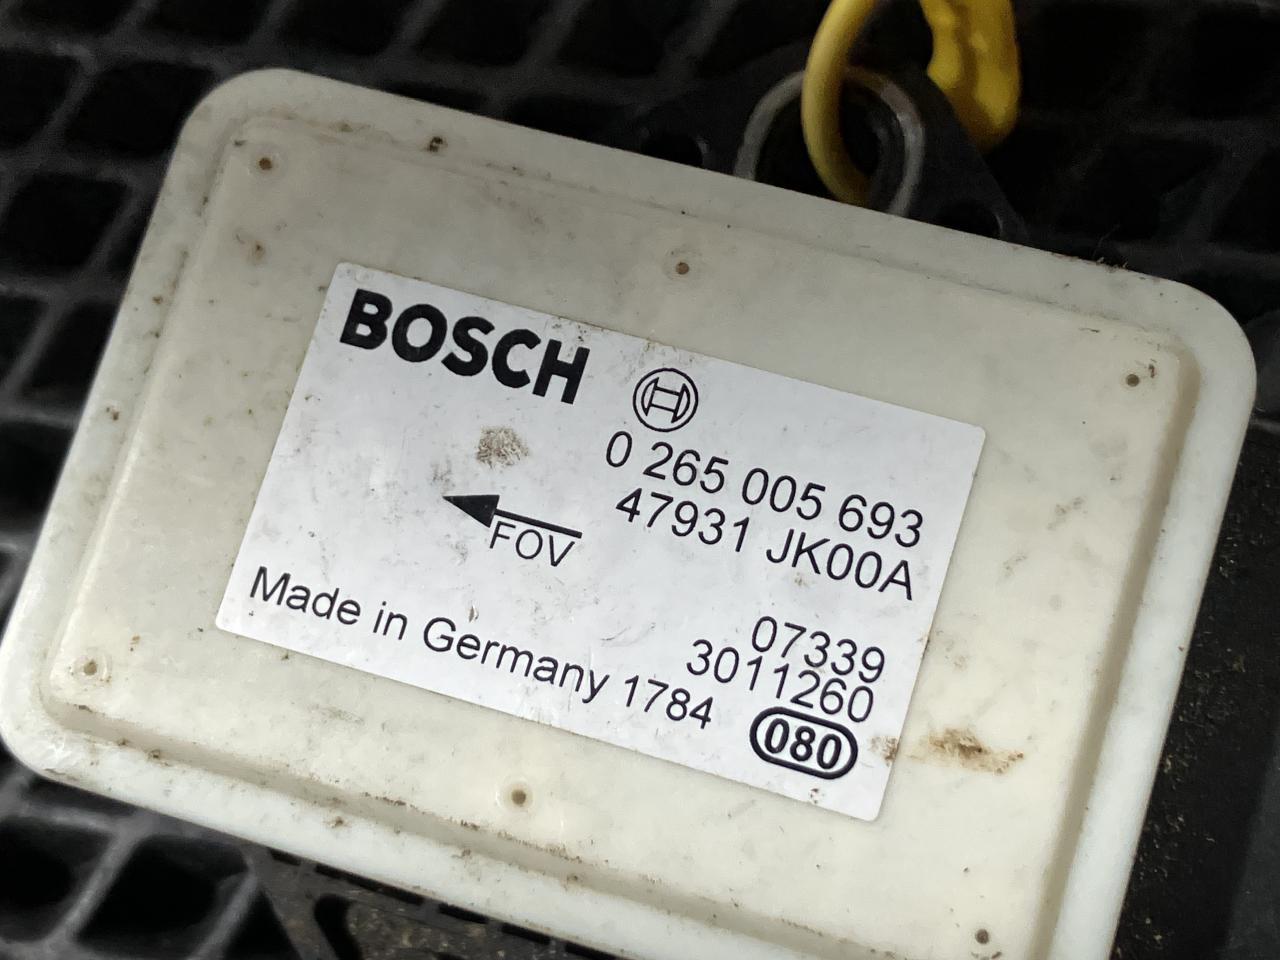 BOSCH
0 265 005 693
47931 JK00A
FOV
07339
3011260
Made in Germany 1784
080